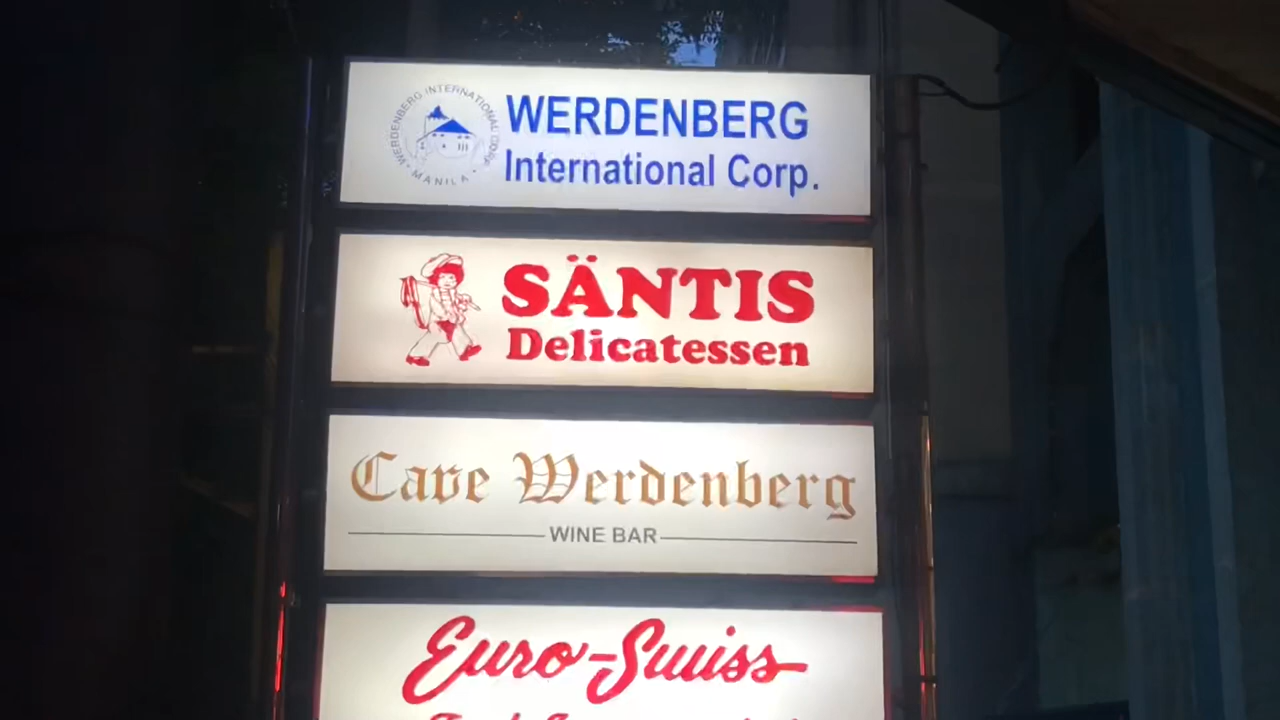 WERDENBERG INTERNATIONAL CORP.
• MANILA •
WERDENBERG
International Corp.
SÄNTIS
Delicatessen
Cave Werdenberg
WINE BAR
Euro-Swiss